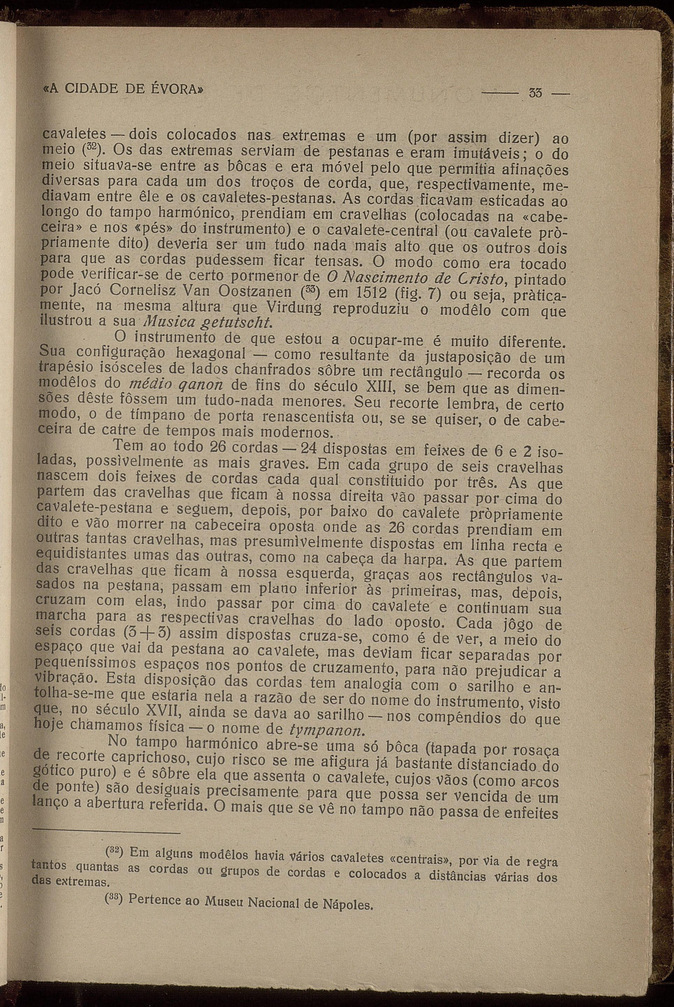 «A CIDADE DE ÉVORA» —— 33 —
cavaletes — dois colocados nas extremas e um (por assim dizer) ao
meio (32). Os das extremas serviam de pestanas e eram imutáveis; o do
meio situava-se entre as bôcas e era móvel pelo que permitia afinações
diversas para cada um dos troços de corda, que, respectivamente, me-
diavam entre êle e os cavaletes-pestanas. As cordas ficavam esticadas ao
longo do tampo harmónico, prendiam em cravelhas (colocadas na «cabe-
ceira» e nos «pés» do instrumento) e o cavalete-central (ou cavalete prò-
priamente dito) deveria ser um tudo nada mais alto que os outros dois
para que as cordas pudessem ficar tensas. O modo como era tocado
pode verificar-se de certo pormenor de O Nascimento de Cristo, pintado
por Jacó Cornelisz Van Oostzanen (33) em 1512 (fig. 7) ou seja, pràtica-
mente, na mesma altura que Virdung reproduziu o modêlo com que
ilustrou a sua Musica getutscht.
O instrumento de que estou a ocupar-me é muito diferente.
Sua configuração hexagonal — como resultante da justaposição de um
trapésio isósceles de lados chanfrados sôbre um rectângulo — recorda os
modêlos do médio qanon de fins do século XIII, se bem que as dimen-
sões dêste fôssem um tudo-nada menores. Seu recorte lembra, de certo
modo, o de tímpano de porta renascentista ou, se se quiser, o de cabe-
ceira de catre de tempos mais modernos.
Tem ao todo 26 cordas — 24 dispostas em feixes de 6 e 2 iso-
ladas, possivelmente as mais graves. Em cada grupo de seis cravelhas
nascem dois feixes de cordas cada qual constituido por três. As que
partem das cravelhas que ficam à nossa direita vão passar por cima do
cavalete-pestana e seguem, depois, por baixo do cavalete pròpriamente
dito e vão morrer na cabeceira oposta onde as 26 cordas prendiam em
outras tantas cravelhas, mas presumìvelmente dispostas em linha recta e
equidistantes umas das outras, como na cabeça da harpa. As que partem
das cravelhas que ficam à nossa esquerda, graças aos rectângulos va-
sados na pestana, passam em plano inferior às primeiras, mas, depois,
cruzam com elas, indo passar por cima do cavalete e continuam sua
marcha para as respectivas cravelhas do lado oposto. Cada jôgo de
seis cordas (3+3) assim dispostas cruza-se, como é de ver, a meio do
espaço que vai da pestana ao cavalete, mas deviam ficar separadas por
pequeníssimos espaços nos pontos de cruzamento, para não prejudicar a
vibração. Esta disposição das cordas tem analogia com o sarilho e an-
tolha-se-me que estaria nela a razão de ser do nome do instrumento, visto
que, no século XVII, ainda se dava ao sarilho — nos compêndios do que
hoje chamamos física — o nome de tympanon.
No tampo harmónico abre-se uma só bôca (tapada por rosaça
de recorte caprichoso, cujo risco se me afigura já bastante distanciado do
gótico puro) e é sôbre ela que assenta o cavalete, cujos vãos (como arcos
de ponte) são desiguais precisamente para que possa ser vencida de um
lanço a abertura referida. O mais que se vê no tampo não passa de enfeites
(32) Em alguns modêlos havia vários cavaletes «centrais», por via de regra
tantos quantas as cordas ou grupos de cordas e colocados a distâncias várias dos
das extremas.
(33) Pertence ao Museu Nacional de Nápoles.